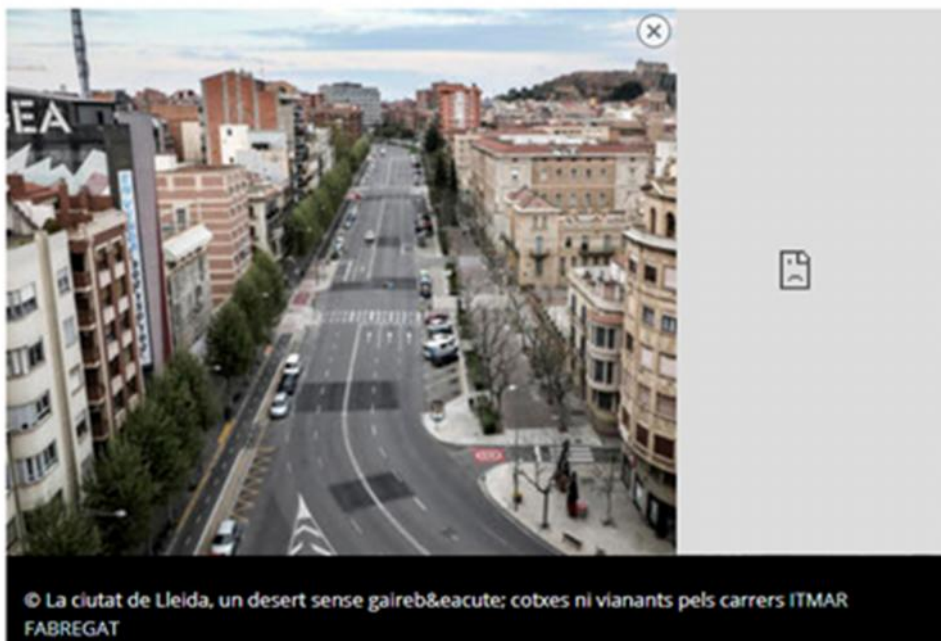 EA
© La ciutat de Lleida, un desert sense gaireb&eacute; cotxes ni vianants pels carrers ITMAR
FABREGAT